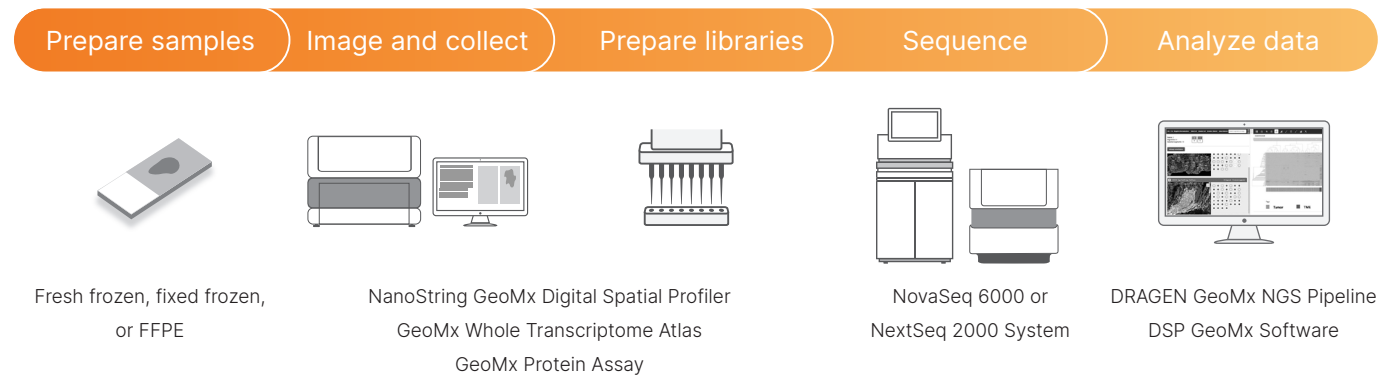 Prepare samples
Image and collect
Prepare libraries
Sequence
Analyze data
Fresh frozen, fixed frozen,
or FFPE
NanoString GeoMx Digital Spatial Profiler
GeoMx Whole Transcriptome Atlas
GeoMx Protein Assay
NovaSeq 6000 or
NextSeq 2000 System
Tumor
DRAGEN GeoMx NGS Pipeline
DSP GeoMx Software